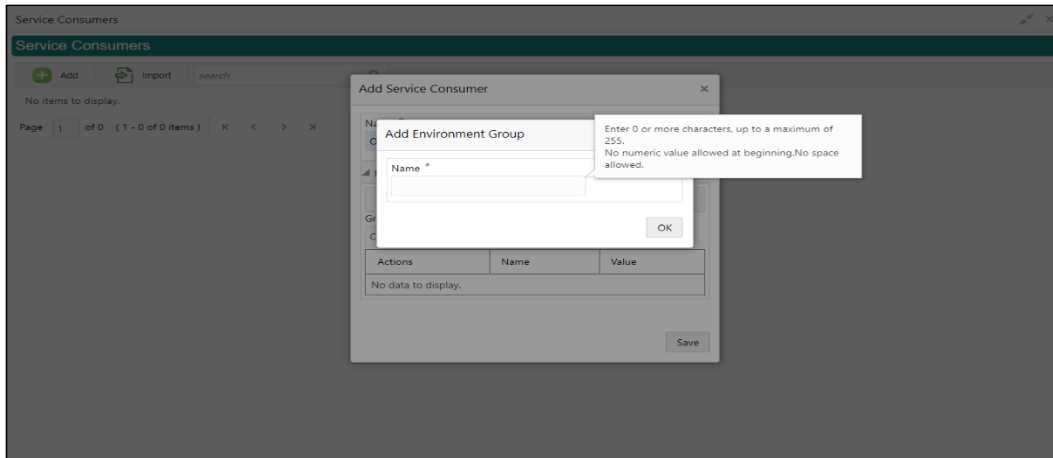 Service Consumers
Service Consumers
Add Import search
No items to display.
Page 1 of 0 (1 - 0 of 0 items)
Add Service Consumer
Add Environment Group
Enter 0 or more characters, up to a maximum of
255.
No numeric value allowed at beginning.No space
allowed.
Name *
OK
Actions Name Value
No data to display.
Save